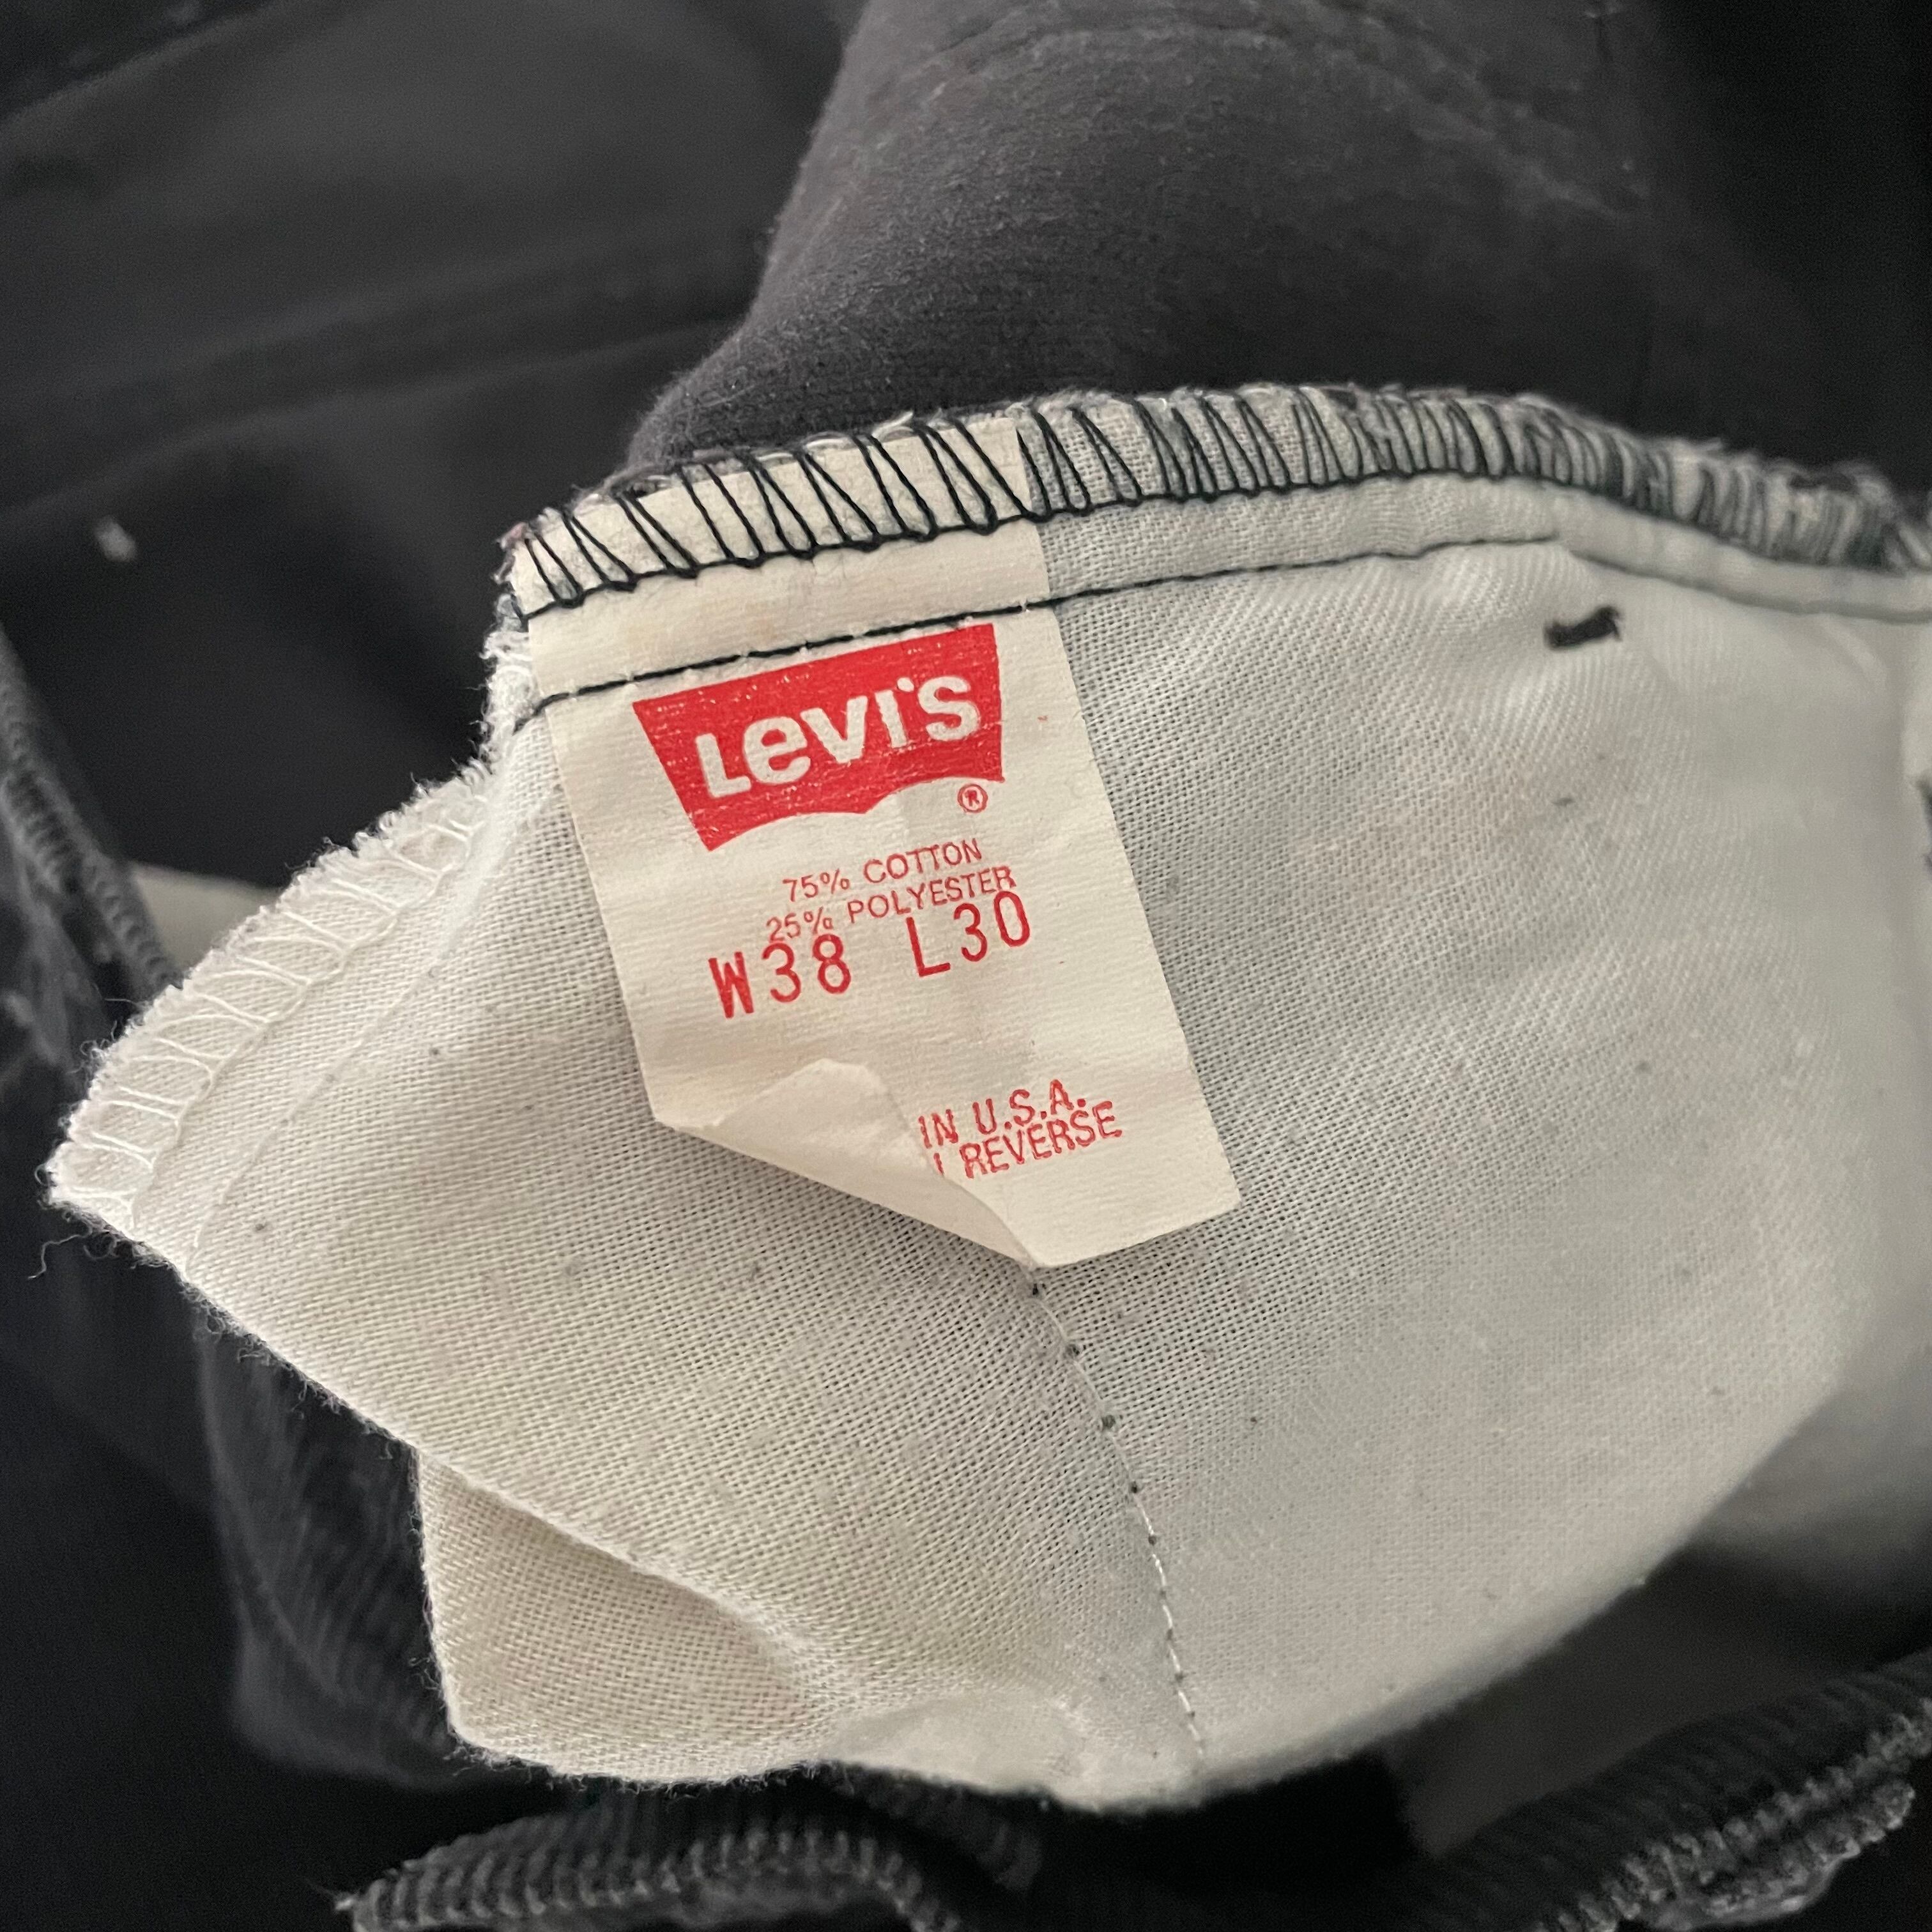 Levi's
®
75% COTTON
25% POLYESTER
W38 L30
IN U.S.A.
REVERSE